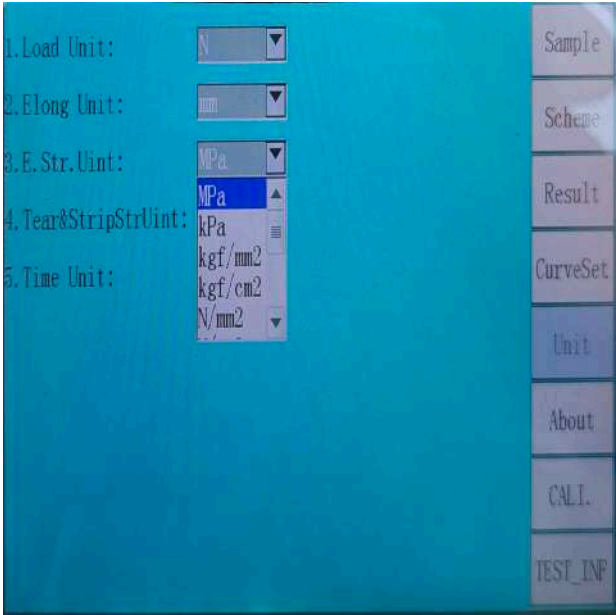 1.Load Unit:
N
2.Elong Unit:
mm
3.E.Str.Uint:
MPa
MPa
kPa
kgf/mm2
kgf/cm2
N/mm2
4.Tear&StripStrUint:
5.Time Unit:
Sample
Scheme
Result
CurveSet
Unit
About
CALI.
TEST_INF